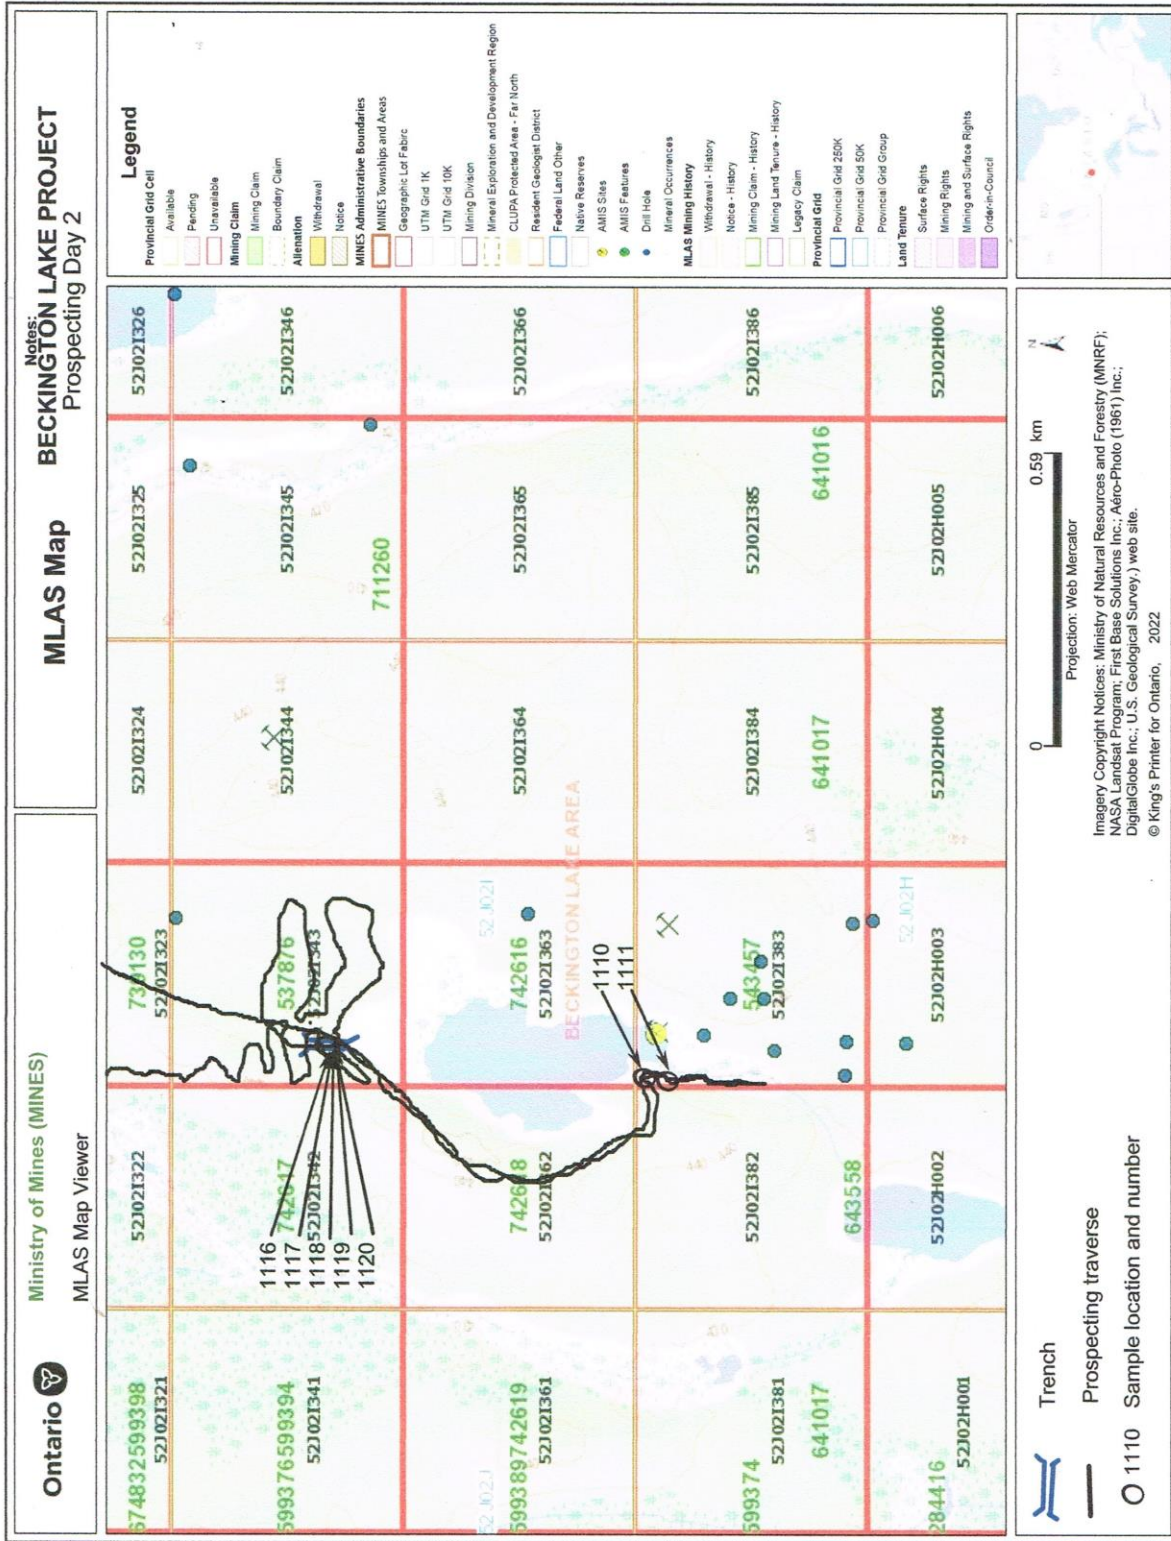 Ontario
Ministry of Mines (MINES)
MLAS Map Viewer
MLAS Map
Notes:
BECKINGTON LAKE PROJECT
Prospecting Day 2
674832599398
52J02I321
52J02I322
52J02I323
52J02I324
52J02I325
52J02I326
599376599394
52J02I341
52J02I342
537876
52J02I343
52J02I344
52J02I345
52J02I346
1116
1117
1118
1119
1120
711260
52J02J
52J02I
599389742619
52J02I361
52J02I362
742616
52J02I363
52J02I364
52J02I365
52J02I366
BECKINGTON LAKE AREA
1110
1111
599374
52J02I381
641017
52J02I382
643558
543457
52J02I383
52J02I384
641017
52J02I385
641016
52J02I386
52J02H
284416
52J02H001
52J02H002
52J02H003
52J02H004
52J02H005
52J02H006
Legend
Provincial Grid Cell
Available
Pending
Unavailable
Mining Claim
Mining Claim
Boundary Claim
Alienation
Withdrawal
Notice
MINES Administrative Boundaries
MINES Townships and Areas
Geographic Lot Fabirc
UTM Grid 1K
UTM Grid 10K
Mining Division
Mineral Exploration and Development Region
CLUPA Protected Area - Far North
Resident Geologist District
Federal Land Other
Native Reserves
AMIS Sites
AMIS Features
Drill Hole
Mineral Occurrences
MLAS Mining History
Withdrawal - History
Notice - History
Mining Claim - History
Mining Land Tenure - History
Legacy Claim
Provincial Grid
Provincial Grid 250K
Provincial Grid 50K
Provincial Grid Group
Land Tenure
Surface Rights
Mining Rights
Mining and Surface Rights
Order-in-Council
Trench
Prospecting traverse
1110 Sample location and number
0
0.59 km
N
Projection: Web Mercator
Imagery Copyright Notices: Ministry of Natural Resources and Forestry (MNRF);
NASA Landsat Program; First Base Solutions Inc.; Aéro-Photo (1961) Inc.;
DigitalGlobe Inc.; U.S. Geological Survey.) web site.
© King's Printer for Ontario, 2022